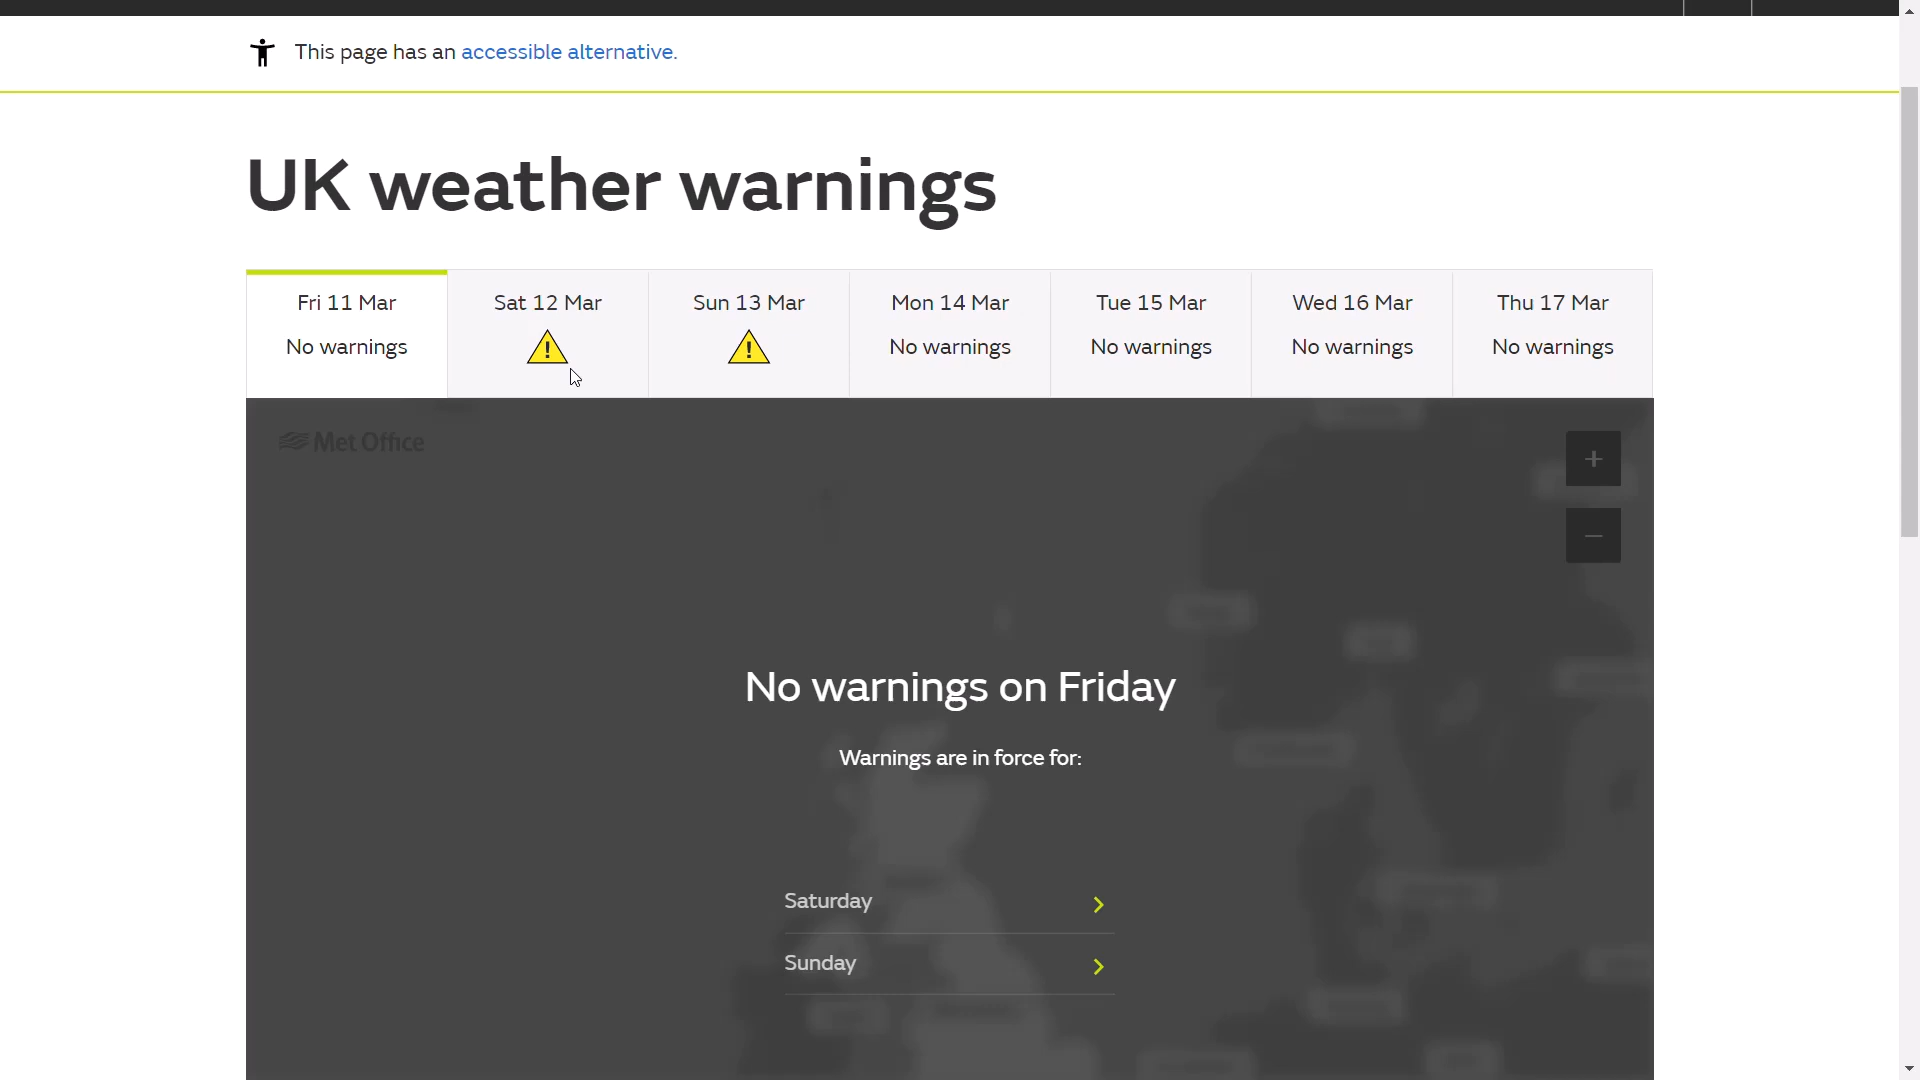 This page has an accessible alternative.
UK weather warnings
Fri 11 Mar
No warnings
Sat 12 Mar
Sun 13 Mar
Mon 14 Mar
No warnings
Tue 15 Mar
No warnings
Wed 16 Mar
No warnings
Thu 17 Mar
No warnings
Met Office
No warnings on Friday
Warnings are in force for:
Saturday
Sunday